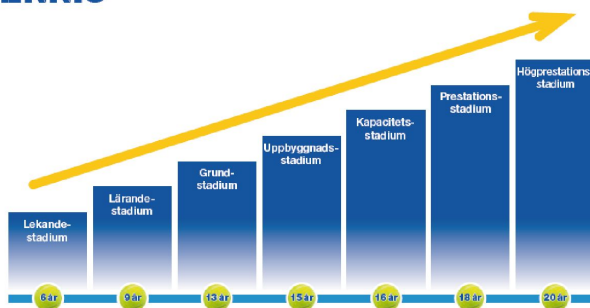 Högprestations
stadium
Prestations-
stadium
Kapacitets-
stadium
Uppbyggnads-
stadium
Grund-
stadium
Lärande-
stadium
Lekande-
stadium
6 år
9 år
13 år
15 år
16 år
18 år
20 år